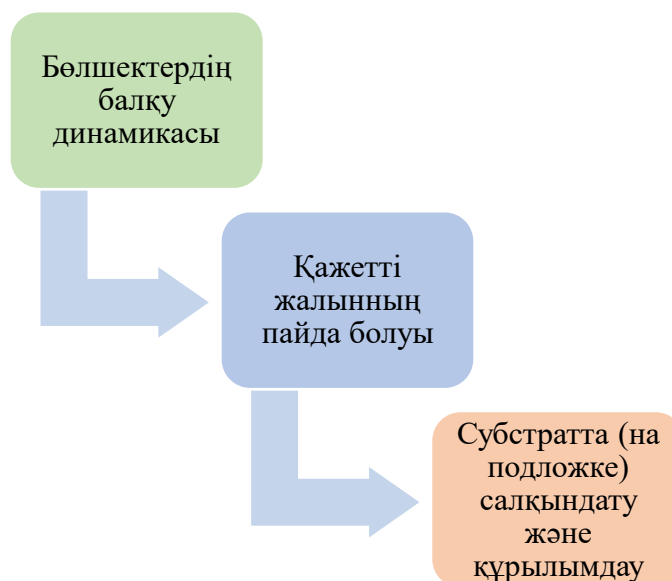 Бөлшектердің
балқу
динамикасы
Қажетті
жалынның
пайда болуы
Субстратта (на
подложке)
салқындату
және
құрылымдау